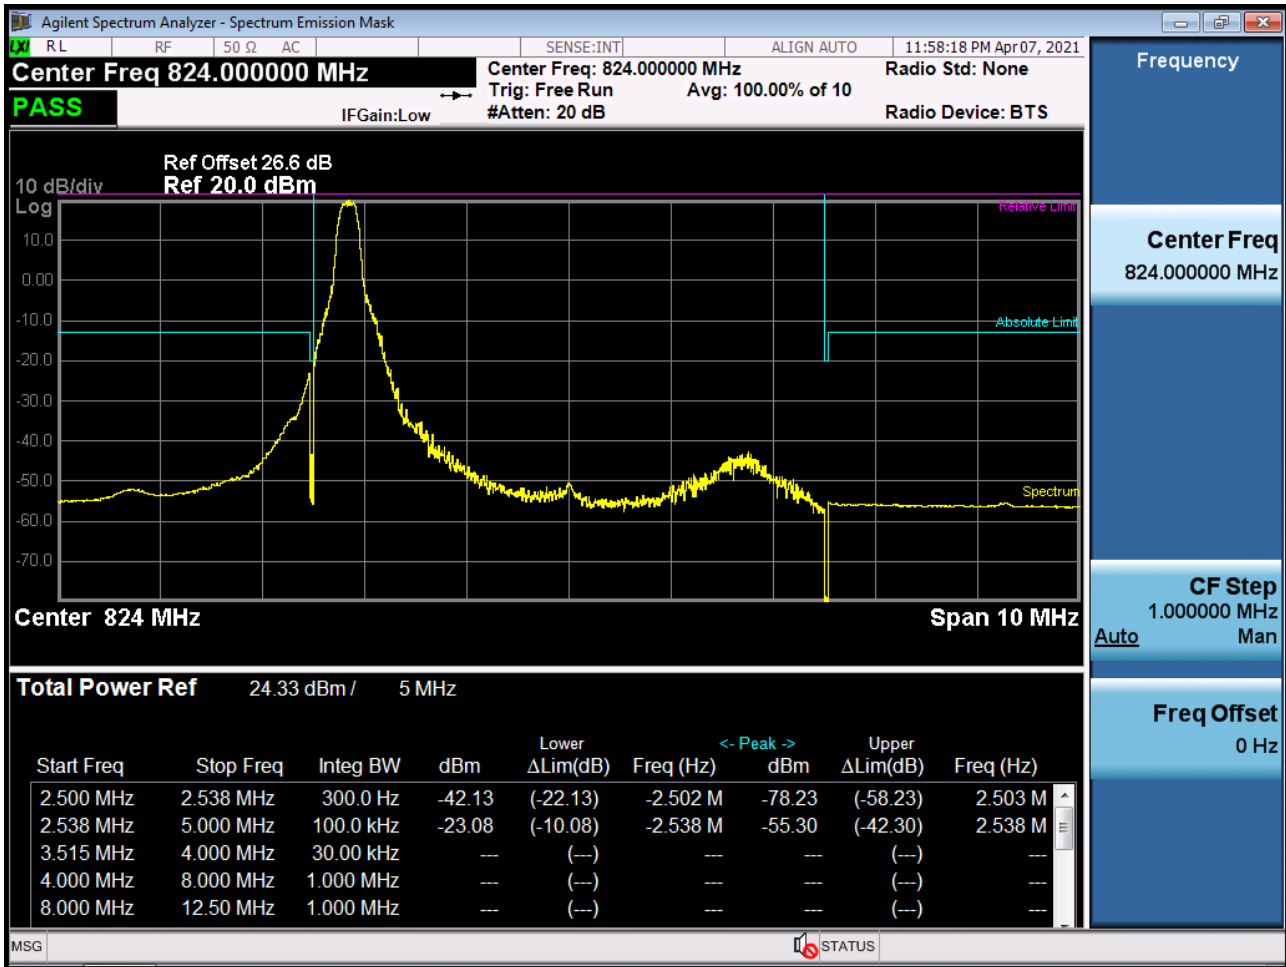 Agilent Spectrum Analyzer - Spectrum Emission Mask
LXI RL RF 50 Ω AC SENSE:INT ALIGN AUTO 11:58:18 PM Apr 07, 2021
Center Freq 824.000000 MHz Center Freq: 824.000000 MHz Radio Std: None
Trig: Free Run Avg: 100.00% of 10
PASS IFGain:Low #Atten: 20 dB Radio Device: BTS
Ref Offset 26.6 dB
10 dB/div Ref 20.0 dBm
Log
Relative Limit
10.0
0.00
-10.0
Absolute Limit
-20.0
-30.0
-40.0
-50.0
Spectrum
-60.0
-70.0
Center 824 MHz Span 10 MHz
Total Power Ref 24.33 dBm / 5 MHz
Lower <- Peak -> Upper
Start Freq Stop Freq Integ BW dBm ΔLim(dB) Freq (Hz) dBm ΔLim(dB) Freq (Hz)
2.500 MHz 2.538 MHz 300.0 Hz -42.13 (-22.13) -2.502 M -78.23 (-58.23) 2.503 M
2.538 MHz 5.000 MHz 100.0 kHz -23.08 (-10.08) -2.538 M -55.30 (-42.30) 2.538 M
3.515 MHz 4.000 MHz 30.00 kHz --- (---) --- --- (---) ---
4.000 MHz 8.000 MHz 1.000 MHz --- (---) --- --- (---) ---
8.000 MHz 12.50 MHz 1.000 MHz --- (---) --- --- (---) ---
MSG STATUS
Frequency
Center Freq
824.000000 MHz
CF Step
1.000000 MHz
Auto Man
Freq Offset
0 Hz